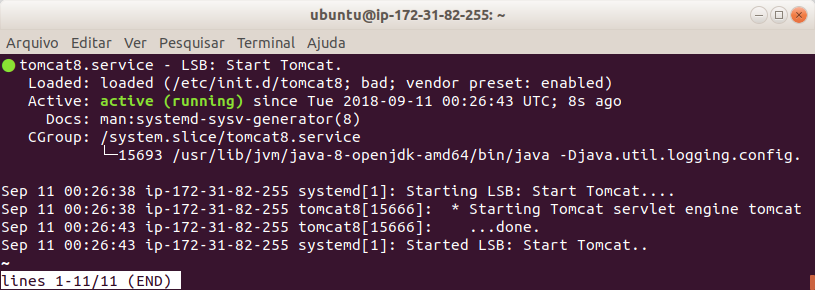 ubuntu@ip-172-31-82-255: ~
Arquivo Editar Ver Pesquisar Terminal Ajuda
● tomcat8.service - LSB: Start Tomcat.
   Loaded: loaded (/etc/init.d/tomcat8; bad; vendor preset: enabled)
   Active: active (running) since Tue 2018-09-11 00:26:43 UTC; 8s ago
     Docs: man:systemd-sysv-generator(8)
   CGroup: /system.slice/tomcat8.service
           └─15693 /usr/lib/jvm/java-8-openjdk-amd64/bin/java -Djava.util.logging.config.
Sep 11 00:26:38 ip-172-31-82-255 systemd[1]: Starting LSB: Start Tomcat....
Sep 11 00:26:38 ip-172-31-82-255 tomcat8[15666]:  * Starting Tomcat servlet engine tomcat
Sep 11 00:26:43 ip-172-31-82-255 tomcat8[15666]:    ...done.
Sep 11 00:26:43 ip-172-31-82-255 systemd[1]: Started LSB: Start Tomcat..
~
lines 1-11/11 (END)